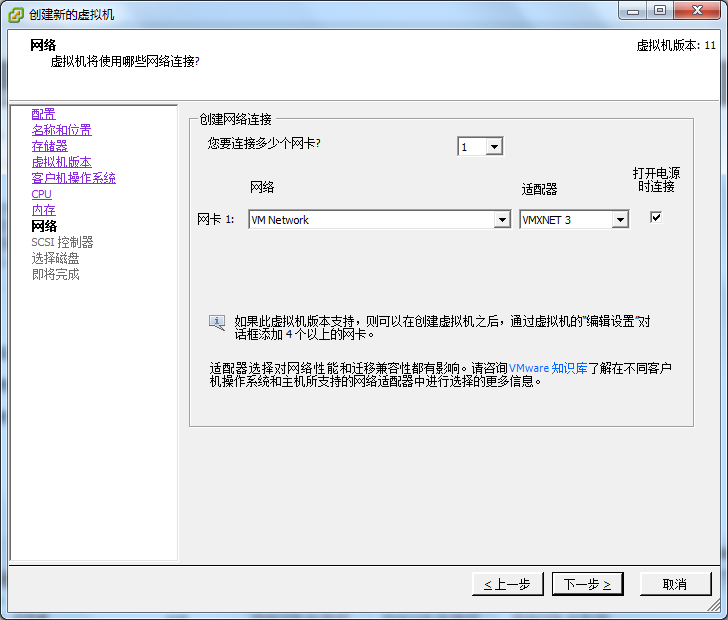 创建新的虚拟机
网络
虚拟机将使用哪些网络连接?
虚拟机版本: 11
配置
名称和位置
存储器
虚拟机版本
客户机操作系统
CPU
内存
网络
SCSI 控制器
选择磁盘
即将完成
创建网络连接
您要连接多少个网卡?
1
网络
适配器
打开电源
时连接
网卡 1:
VM Network
VMXNET 3
如果此虚拟机版本支持，则可以在创建虚拟机之后，通过虚拟机的"编辑设置"对
话框添加 4 个以上的网卡。
适配器选择对网络性能和迁移兼容性都有影响。请咨询VMware 知识库了解在不同客户
机操作系统和主机所支持的网络适配器中进行选择的更多信息。
≤上一步
下一步 ≥
取消